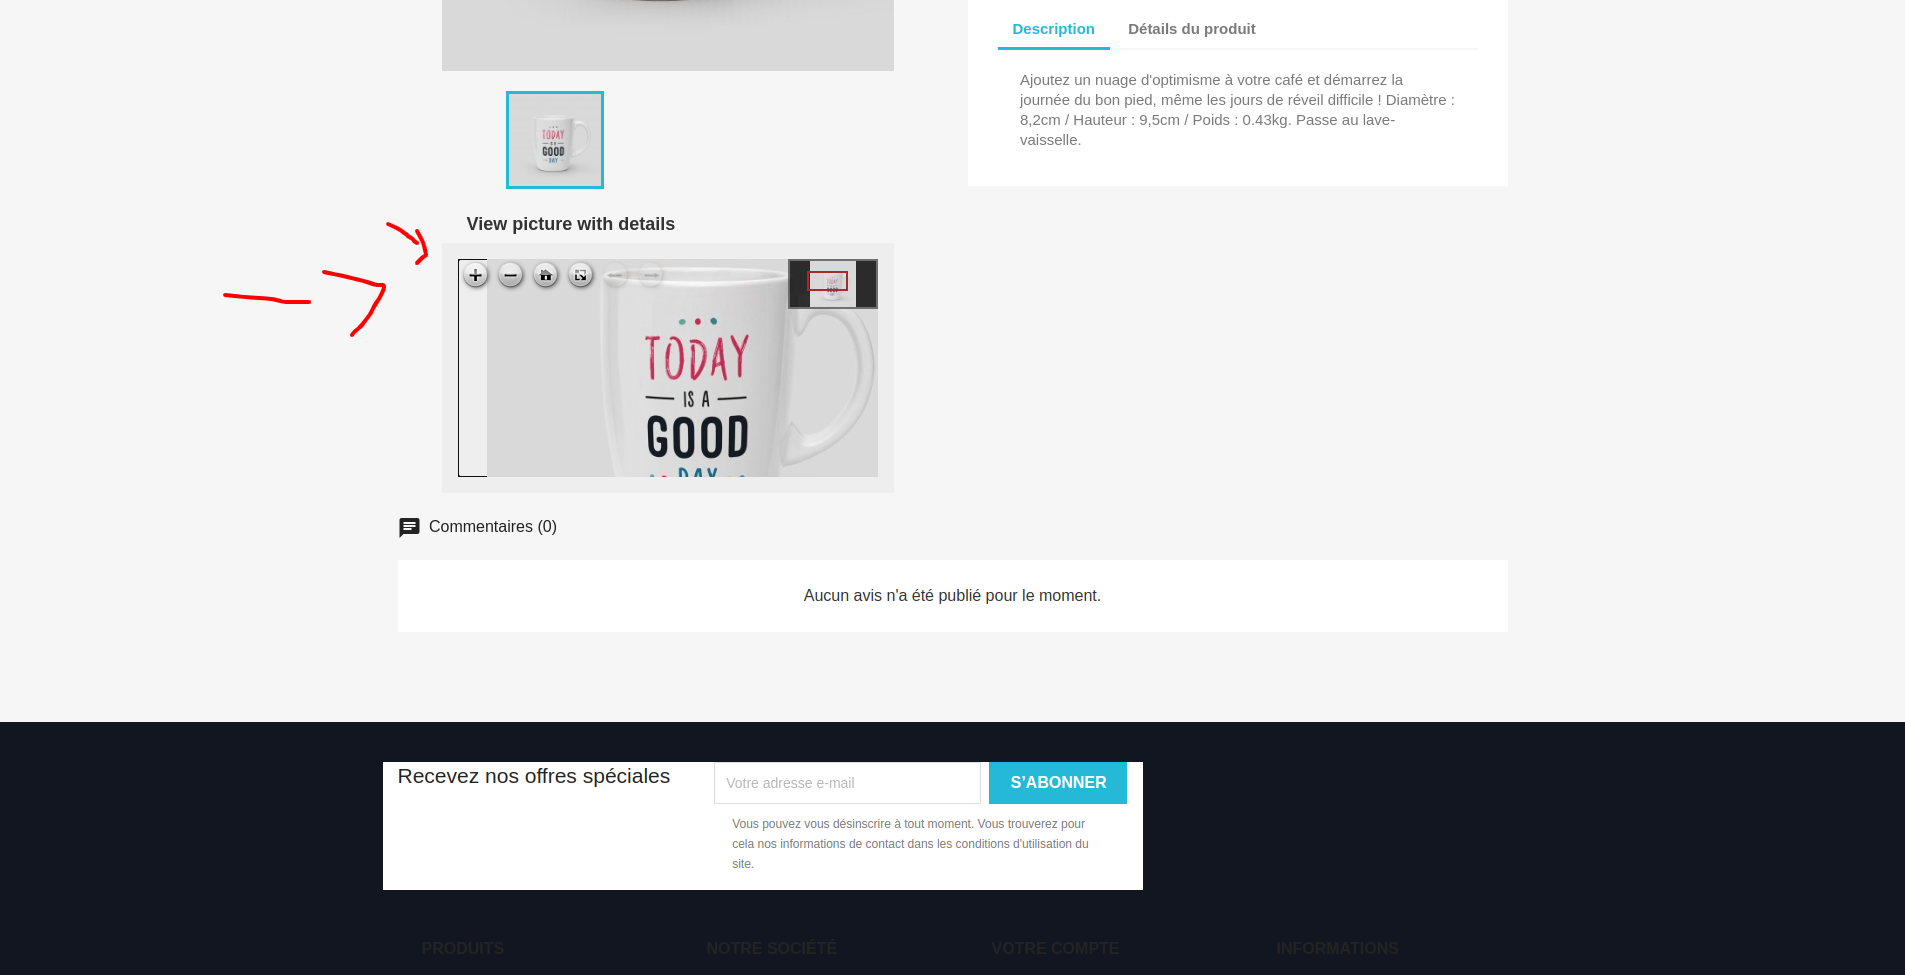 Description
Détails du produit
Ajoutez un nuage d'optimisme à votre café et démarrez la
journée du bon pied, même les jours de réveil difficile ! Diamètre :
8,2cm / Hauteur : 9,5cm / Poids : 0.43kg. Passe au lave-
vaisselle.
TODAY
IS A
GOOD
DAY
View picture with details
TODAY
GOOD
TODAY
IS A
GOOD
DAY
Commentaires (0)
Aucun avis n'a été publié pour le moment.
Recevez nos offres spéciales
Votre adresse e-mail
S’ABONNER
Vous pouvez vous désinscrire à tout moment. Vous trouverez pour
cela nos informations de contact dans les conditions d'utilisation du
site.
PRODUITS
NOTRE SOCIÉTÉ
VOTRE COMPTE
INFORMATIONS